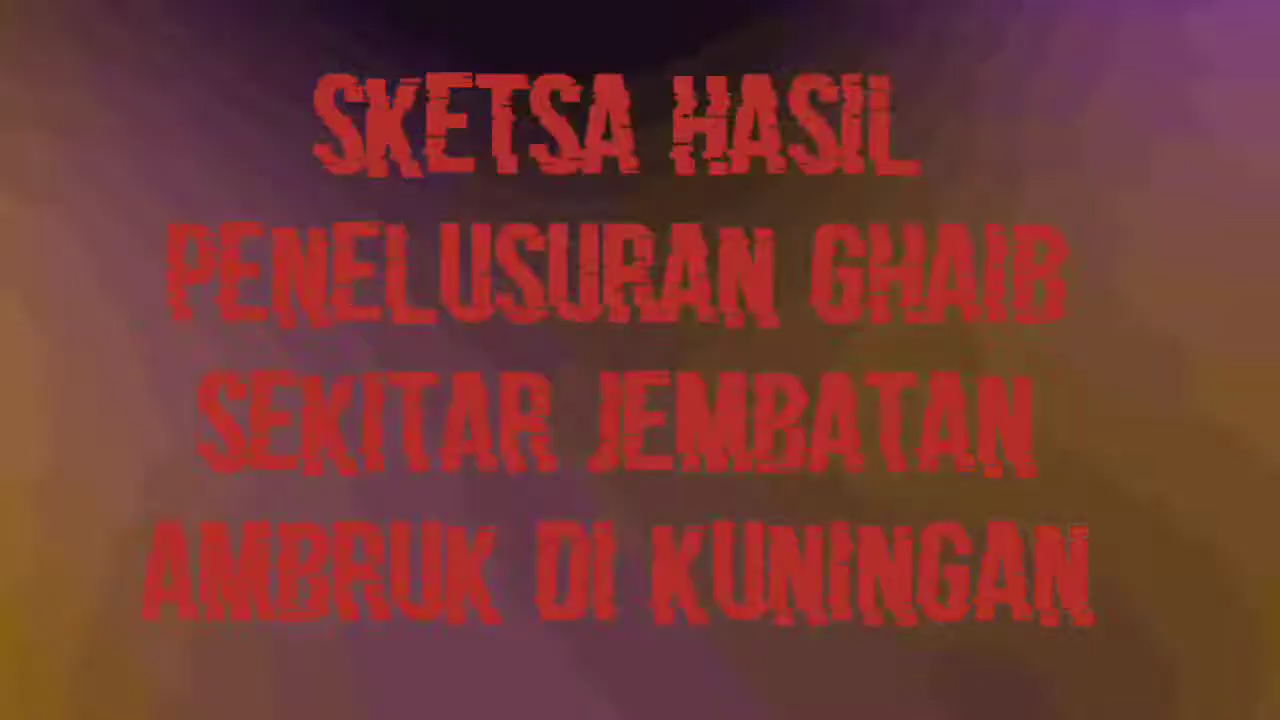 SKETSA HASIL
PENELUSURAN GHAIB
SEKITAR JEMBATAN
AMBRUK DI KUNINGAN